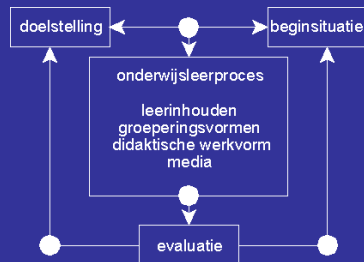 doelstelling
beginsituatie
onderwijsleerproces
leerinhouden
groeperingsvormen
didaktische werkvorm
media
evaluatie